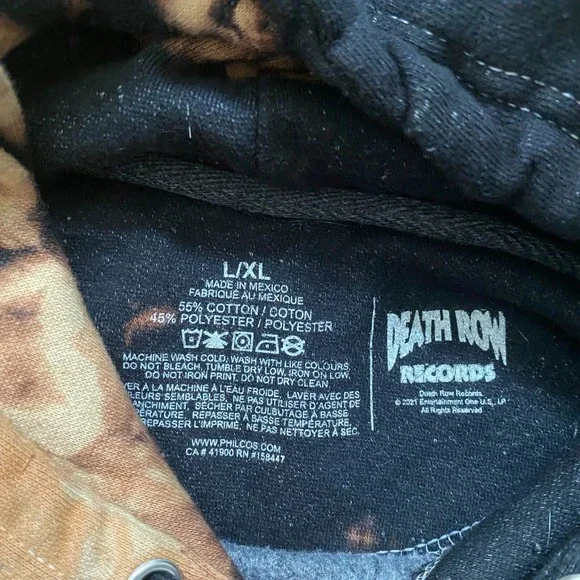 L/XL
MADE IN MEXICO
FABRIQUÉ AU MEXIQUE
55% COTTON / COTON
45% POLYESTER / POLYESTER
MACHINE WASH COLD, WASH WITH LIKE COLOURS,
DO NOT BLEACH, TUMBLE DRY LOW, IRON ON LOW,
DO NOT IRON PRINT, DO NOT DRY CLEAN.
À LA MACHINE À L'EAU FROIDE, LAVER AVEC DES
SEMBLABLES, NE PAS UTILISER D'AGENT DE
SÉCHER PAR CULBUTAGE À BASSE
REPASSER À BASSE TEMPÉRATURE,
REPASSER L'IMPRIMÉ, NE PAS NETTOYER À SEC.
WWW.PHILCOS.COM
CA # 41900 RN #158447
DEATH ROW
RECORDS
Death Row Records
© 2021 Entertainment One U.S., LP
All Rights Reserved